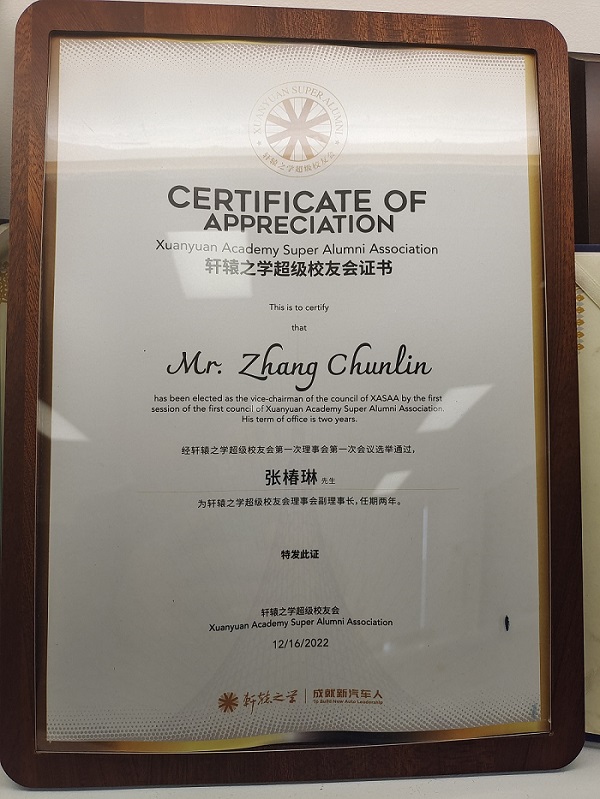 XUANYUAN SUPER ALUMNI
轩辕之学超级校友会
CERTIFICATE OF
APPRECIATION
Xuanyuan Academy Super Alumni Association
轩辕之学超级校友会证书
This is to certify
that
Mr. Zhang Chunlin
has been elected as the vice-chairman of the council of XASAA by the first
session of the first council of Xuanyuan Academy Super Alumni Association.
His term of office is two years.
经轩辕之学超级校友会第一次理事会第一次会议选举通过，
张椿琳 先生
为轩辕之学超级校友会理事会副理事长，任期两年。
特发此证
轩辕之学超级校友会
Xuanyuan Academy Super Alumni Association
12/16/2022
轩辕之学 成就新汽车人
To Build New Auto Leadership